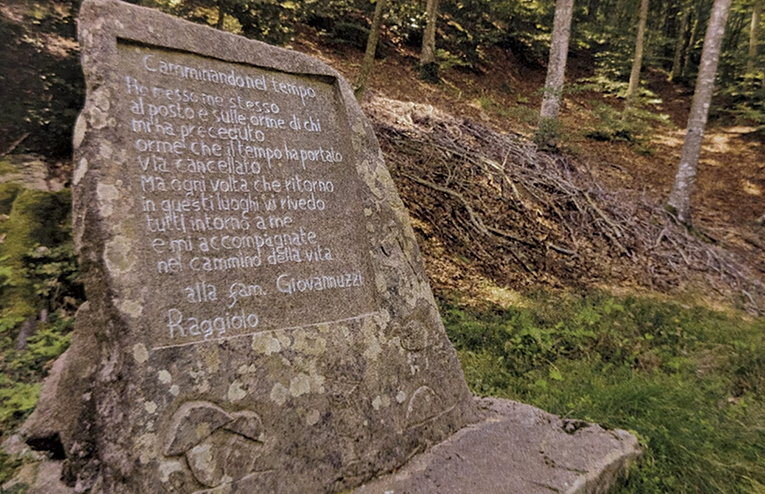 Camminando nel tempo
Ho messo me stesso
al posto e sulle orme di chi
mi ha preceduto
orme che il tempo ha portato
via cancellato
Ma ogni volta che ritorno
in questi luoghi vi rivedo
tutti intorno a me
e mi accompagnate
nel cammino della vita
alla fam. Giovannuzzi
Raggiolo